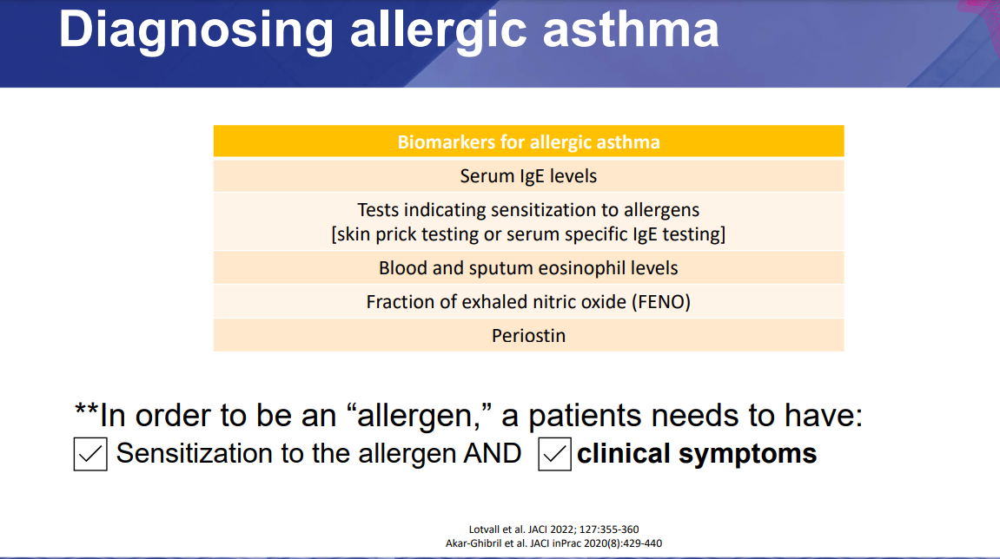 Diagnosing allergic asthma
Biomarkers for allergic asthma
Serum IgE levels
Tests indicating sensitization to allergens
[skin prick testing or serum specific IgE testing]
Blood and sputum eosinophil levels
Fraction of exhaled nitric oxide (FENO)
Periostin
**In order to be an “allergen,” a patients needs to have:
Sensitization to the allergen AND clinical symptoms
Lotvall et al. JACI 2022; 127:355-360
Akar-Ghibril et al. JACI inPrac 2020(8):429-440